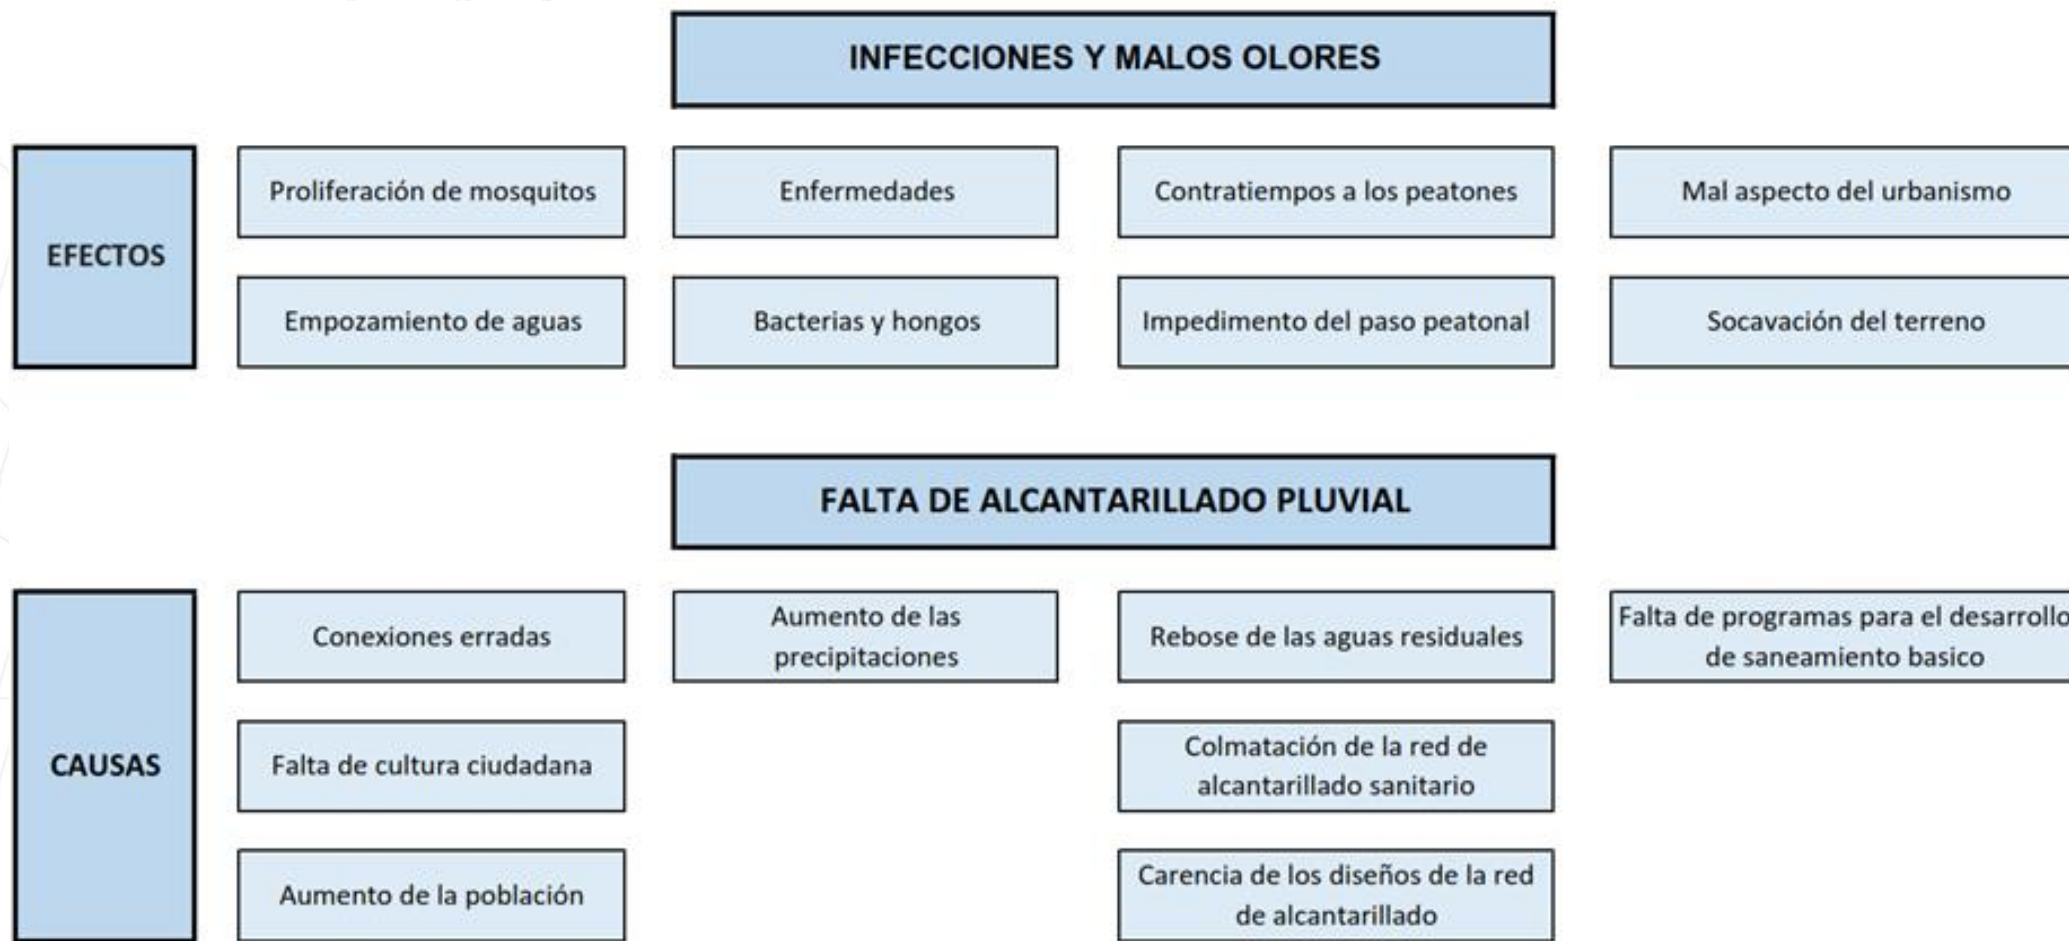 INFECCIONES Y MALOS OLORES
EFECTOS
Proliferación de mosquitos
Enfermedades
Contratiempos a los peatones
Mal aspecto del urbanismo
Empozamiento de aguas
Bacterias y hongos
Impedimento del paso peatonal
Socavación del terreno
FALTA DE ALCANTARILLADO PLUVIAL
CAUSAS
Conexiones erradas
Aumento de las
precipitaciones
Rebose de las aguas residuales
Falta de programas para el desarrollo
de saneamiento basico
Falta de cultura ciudadana
Colmatación de la red de
alcantarillado sanitario
Aumento de la población
Carencia de los diseños de la red
de alcantarillado